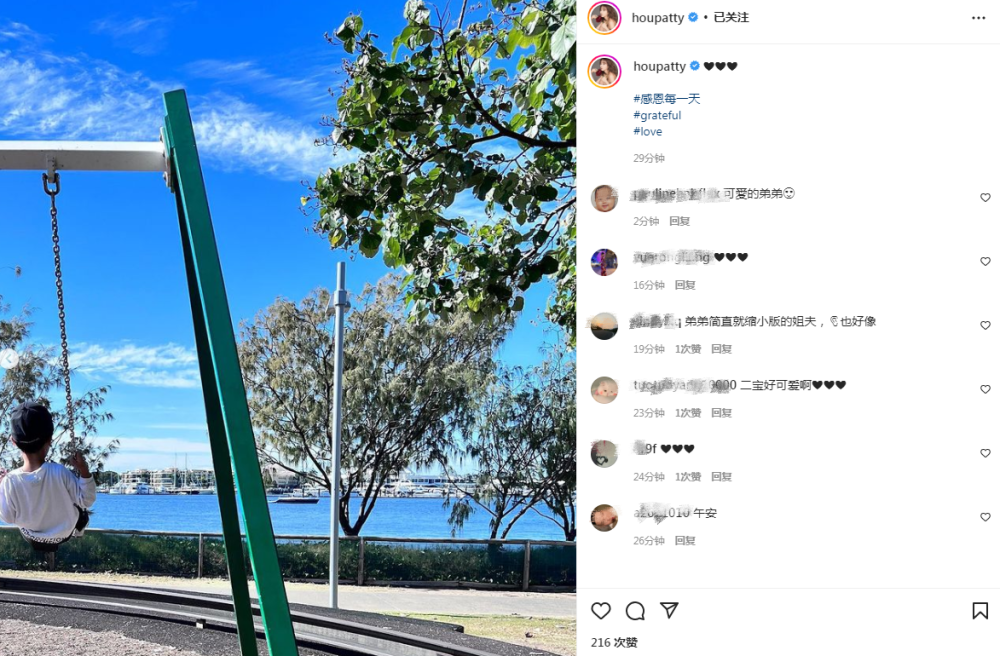 houpatty • 已关注
houpatty ♥♥♥
#感恩每一天
#grateful
#love
29分钟
可爱的弟弟
2分钟 回复
♥♥♥
16分钟 回复
弟弟简直就缩小版的姐夫，也好像
19分钟 1次赞 回复
二宝好可爱啊♥♥♥
23分钟 1次赞 回复
9f ♥♥♥
24分钟 1次赞 回复
午安
26分钟 回复
216 次赞